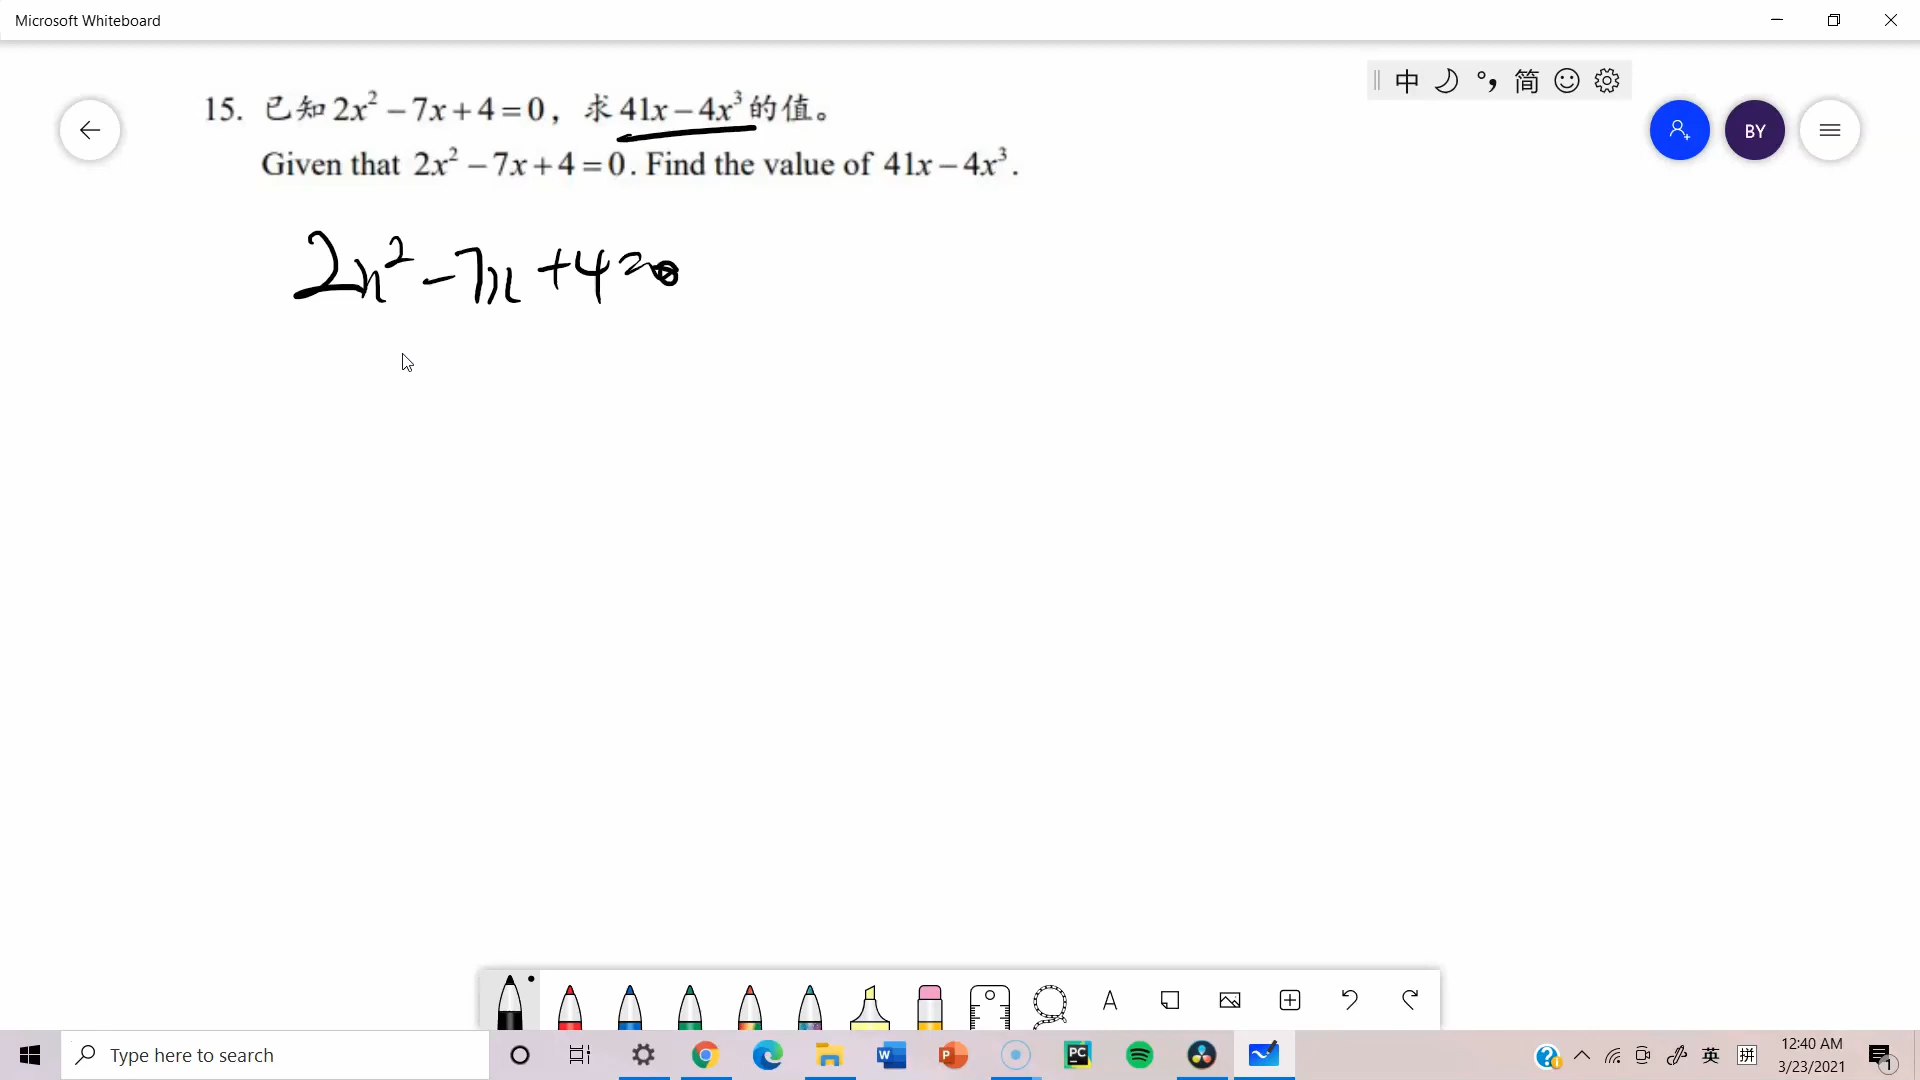 Microsoft Whiteboard
中 °, 简
15. 已知 2x² − 7x + 4 = 0，求 41x − 4x³ 的值。
BY
Given that 2x² − 7x + 4 = 0. Find the value of 41x − 4x³.
2x² − 7x + 4 = 0
A
Type here to search
W
P
PC
英
拼
12:40 AM
3/23/2021
1